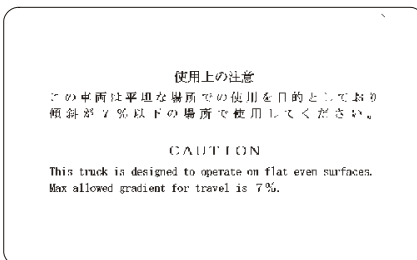 使用上の注意
この車両は平坦な場所での使用を目的としており
傾斜が7%以下の場所で使用してください。
CAUTION
This truck is designed to operate on flat even surfaces.
Max allowed gradient for travel is 7%.